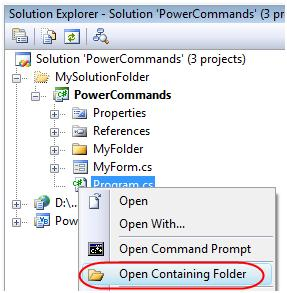 Solution Explorer - Solution 'PowerCommands' (3 pr
Solution 'PowerCommands' (3 projects)
MySolutionFolder
PowerCommands
Properties
References
MyFolder
MyForm.cs
Program.cs
D:\...
Pow
Open
Open With...
Open Command Prompt
Open Containing Folder